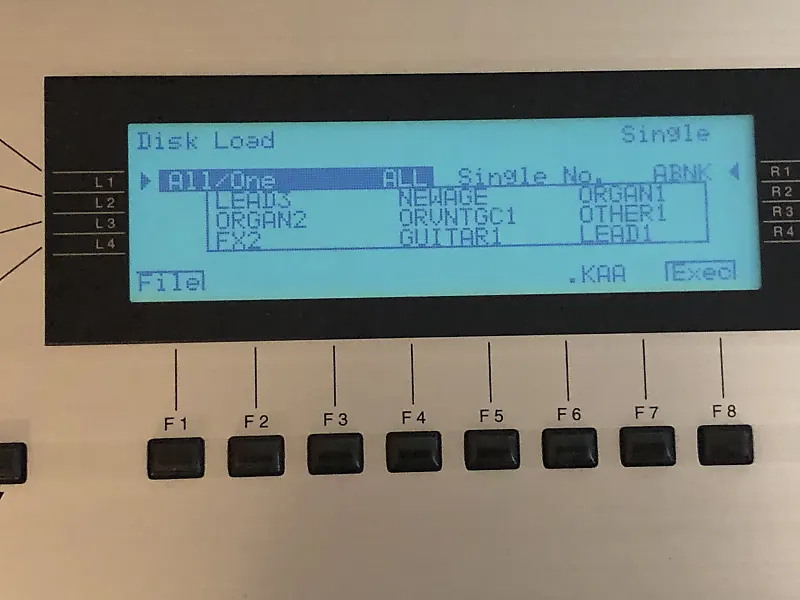 Disk Load Single
L1 All/One ALL Single No. ABNK R1
L2 LEAD3 NEWAGE ORGAN1 R2
L3 ORGAN2 ORVNTGC1 OTHER1 R3
L4 FX2 GUITAR1 LEAD1 R4
File .KAA Exec
F1 F2 F3 F4 F5 F6 F7 F8